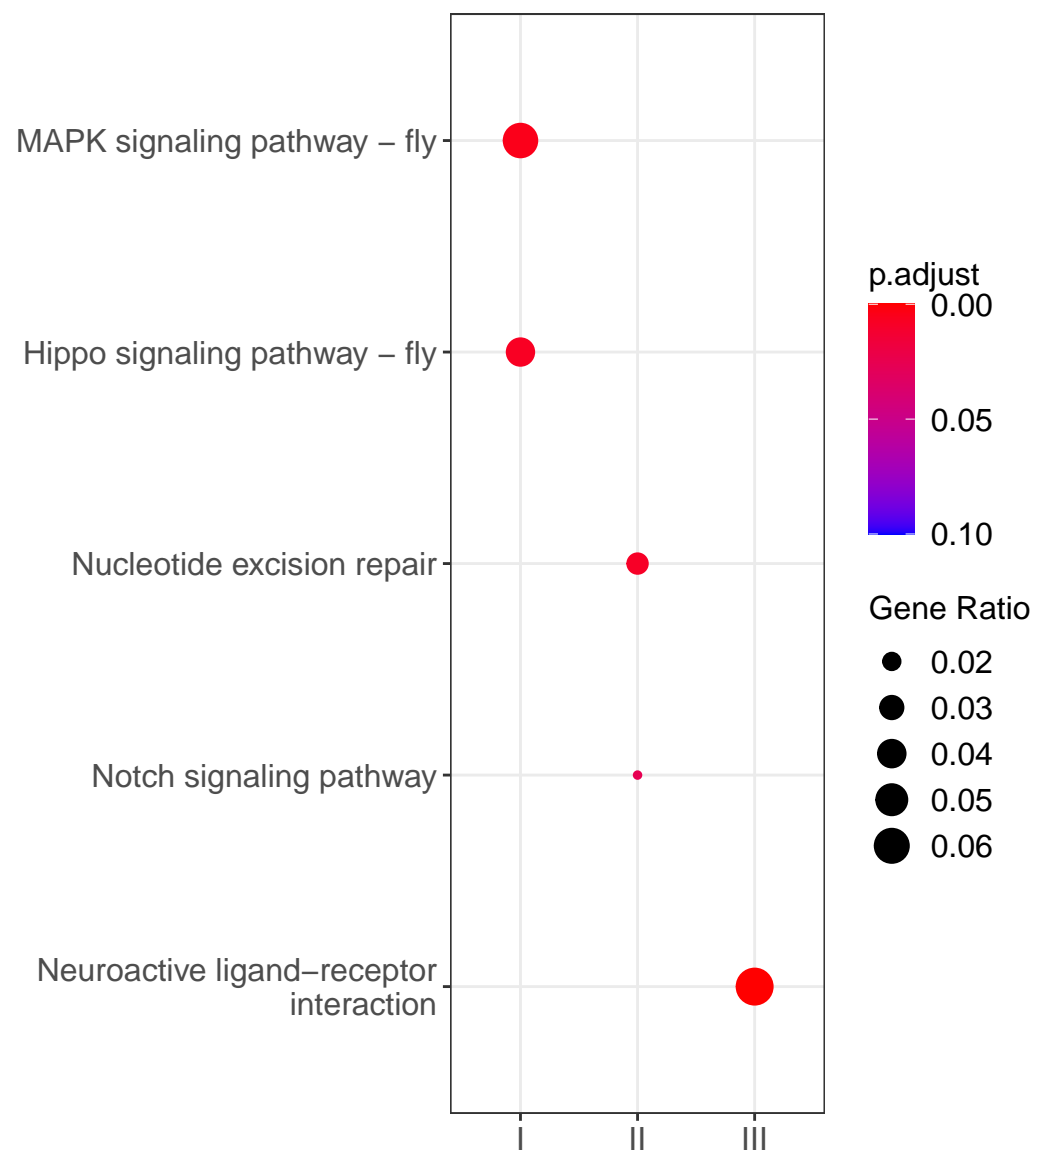 MAPK signaling pathway − fly
Hippo signaling pathway − fly
Nucleotide excision repair
Notch signaling pathway
Neuroactive ligand−receptor
interaction
I
II
III
p.adjust
0.00
0.05
0.10
Gene Ratio
0.02
0.03
0.04
0.05
0.06